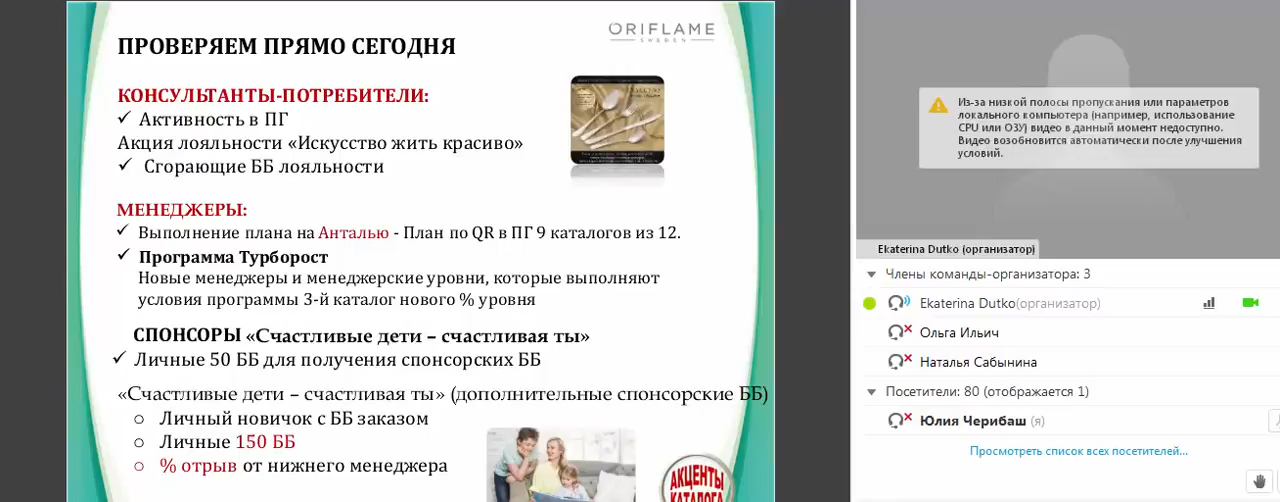 ПРОВЕРЯЕМ ПРЯМО СЕГОДНЯ
ORIFLAME
SWEDEN
КОНСУЛЬТАНТЫ-ПОТРЕБИТЕЛИ:
Активность в ПГ
Акция лояльности «Искусство жить красиво»
Сгорающие ББ лояльности
МЕНЕДЖЕРЫ:
Выполнение плана на Анталью - План по QR в ПГ 9 каталогов из 12.
Программа Турборост
Новые менеджеры и менеджерские уровни, которые выполняют
условия программы 3-й каталог нового % уровня
СПОНСОРЫ «Счастливые дети – счастливая ты»
Личные 50 ББ для получения спонсорских ББ
«Счастливые дети – счастливая ты» (дополнительные спонсорские ББ)
Личный новичок с ББ заказом
Личные 150 ББ
% отрыв от нижнего менеджера
АКЦЕНТЫ
КАТАЛОГА
Из-за низкой полосы пропускания или параметров
локального компьютера (например, использование
CPU или ОЗУ) видео в данный момент недоступно.
Видео возобновится автоматически после улучшения
условий.
Ekaterina Dutko (организатор)
Члены команды-организатора: 3
Ekaterina Dutko(организатор)
Ольга Ильич
Наталья Сабынина
Посетители: 80 (отображается 1)
Юлия Черибаш (я)
Просмотреть список всех посетителей...